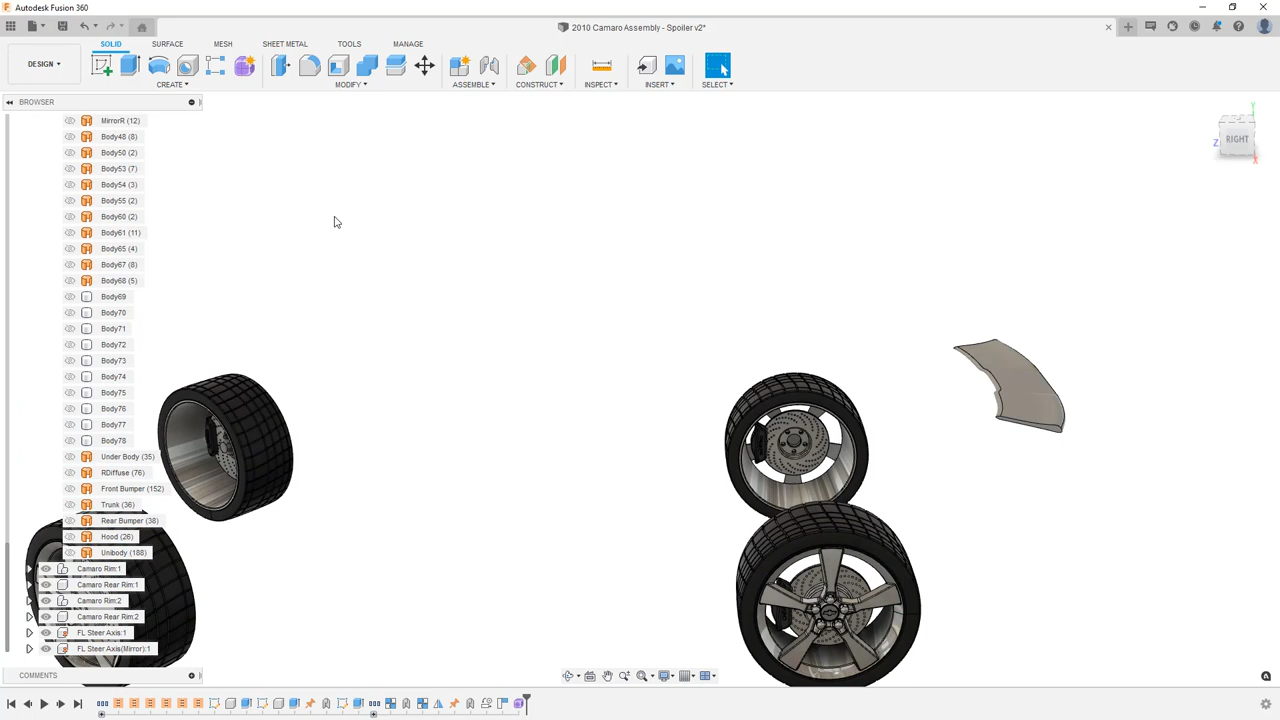 Autodesk Fusion 360
2010 Camaro Assembly - Spoiler v2*
SOLID SURFACE MESH SHEET METAL TOOLS MANAGE
DESIGN
CREATE MODIFY ASSEMBLE CONSTRUCT INSPECT INSERT SELECT
BROWSER
MirrorR (12)
Body48 (8)
Body50 (2)
Body53 (7)
Body54 (3)
Body55 (2)
Body60 (2)
Body61 (11)
Body65 (4)
Body67 (8)
Body68 (5)
Body69
Body70
Body71
Body72
Body73
Body74
Body75
Body76
Body77
Body78
Under Body (35)
RDiffuse (76)
Front Bumper (152)
Trunk (36)
Rear Bumper (38)
Hood (26)
Unibody (188)
Camaro Rim:1
Camaro Rear Rim:1
Camaro Rim:2
Camaro Rear Rim:2
FL Steer Axis:1
FL Steer Axis(Mirror):1
COMMENTS
Y
RIGHT
Z
X